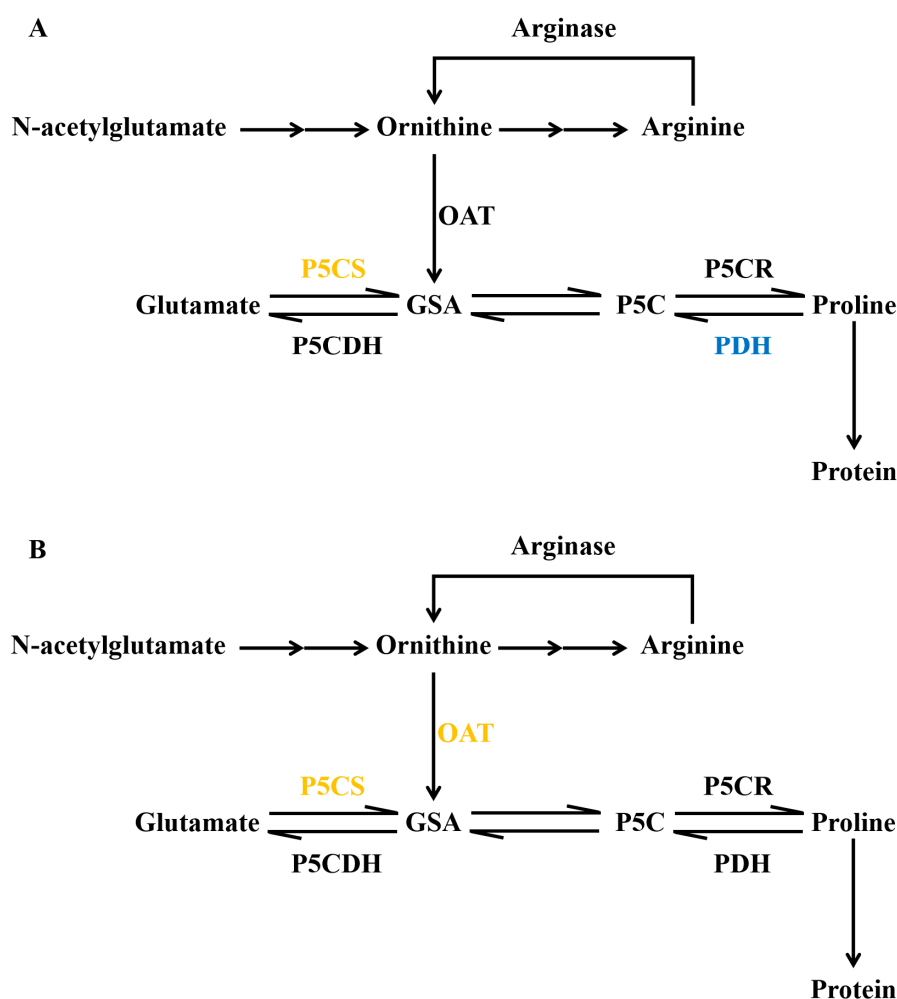 A
Arginase
N-acetylglutamate Ornithine Arginine
OAT
P5CS P5CR
Glutamate GSA P5C Proline
P5CDH PDH
Protein
B
Arginase
N-acetylglutamate Ornithine Arginine
OAT
P5CS P5CR
Glutamate GSA P5C Proline
P5CDH PDH
Protein